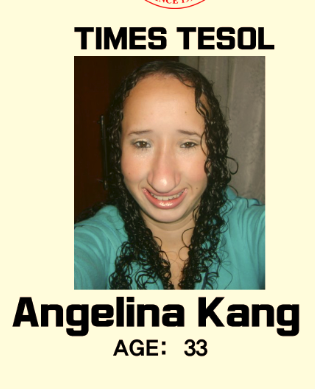 TIMES TESOL
Angelina Kang
AGE: 33